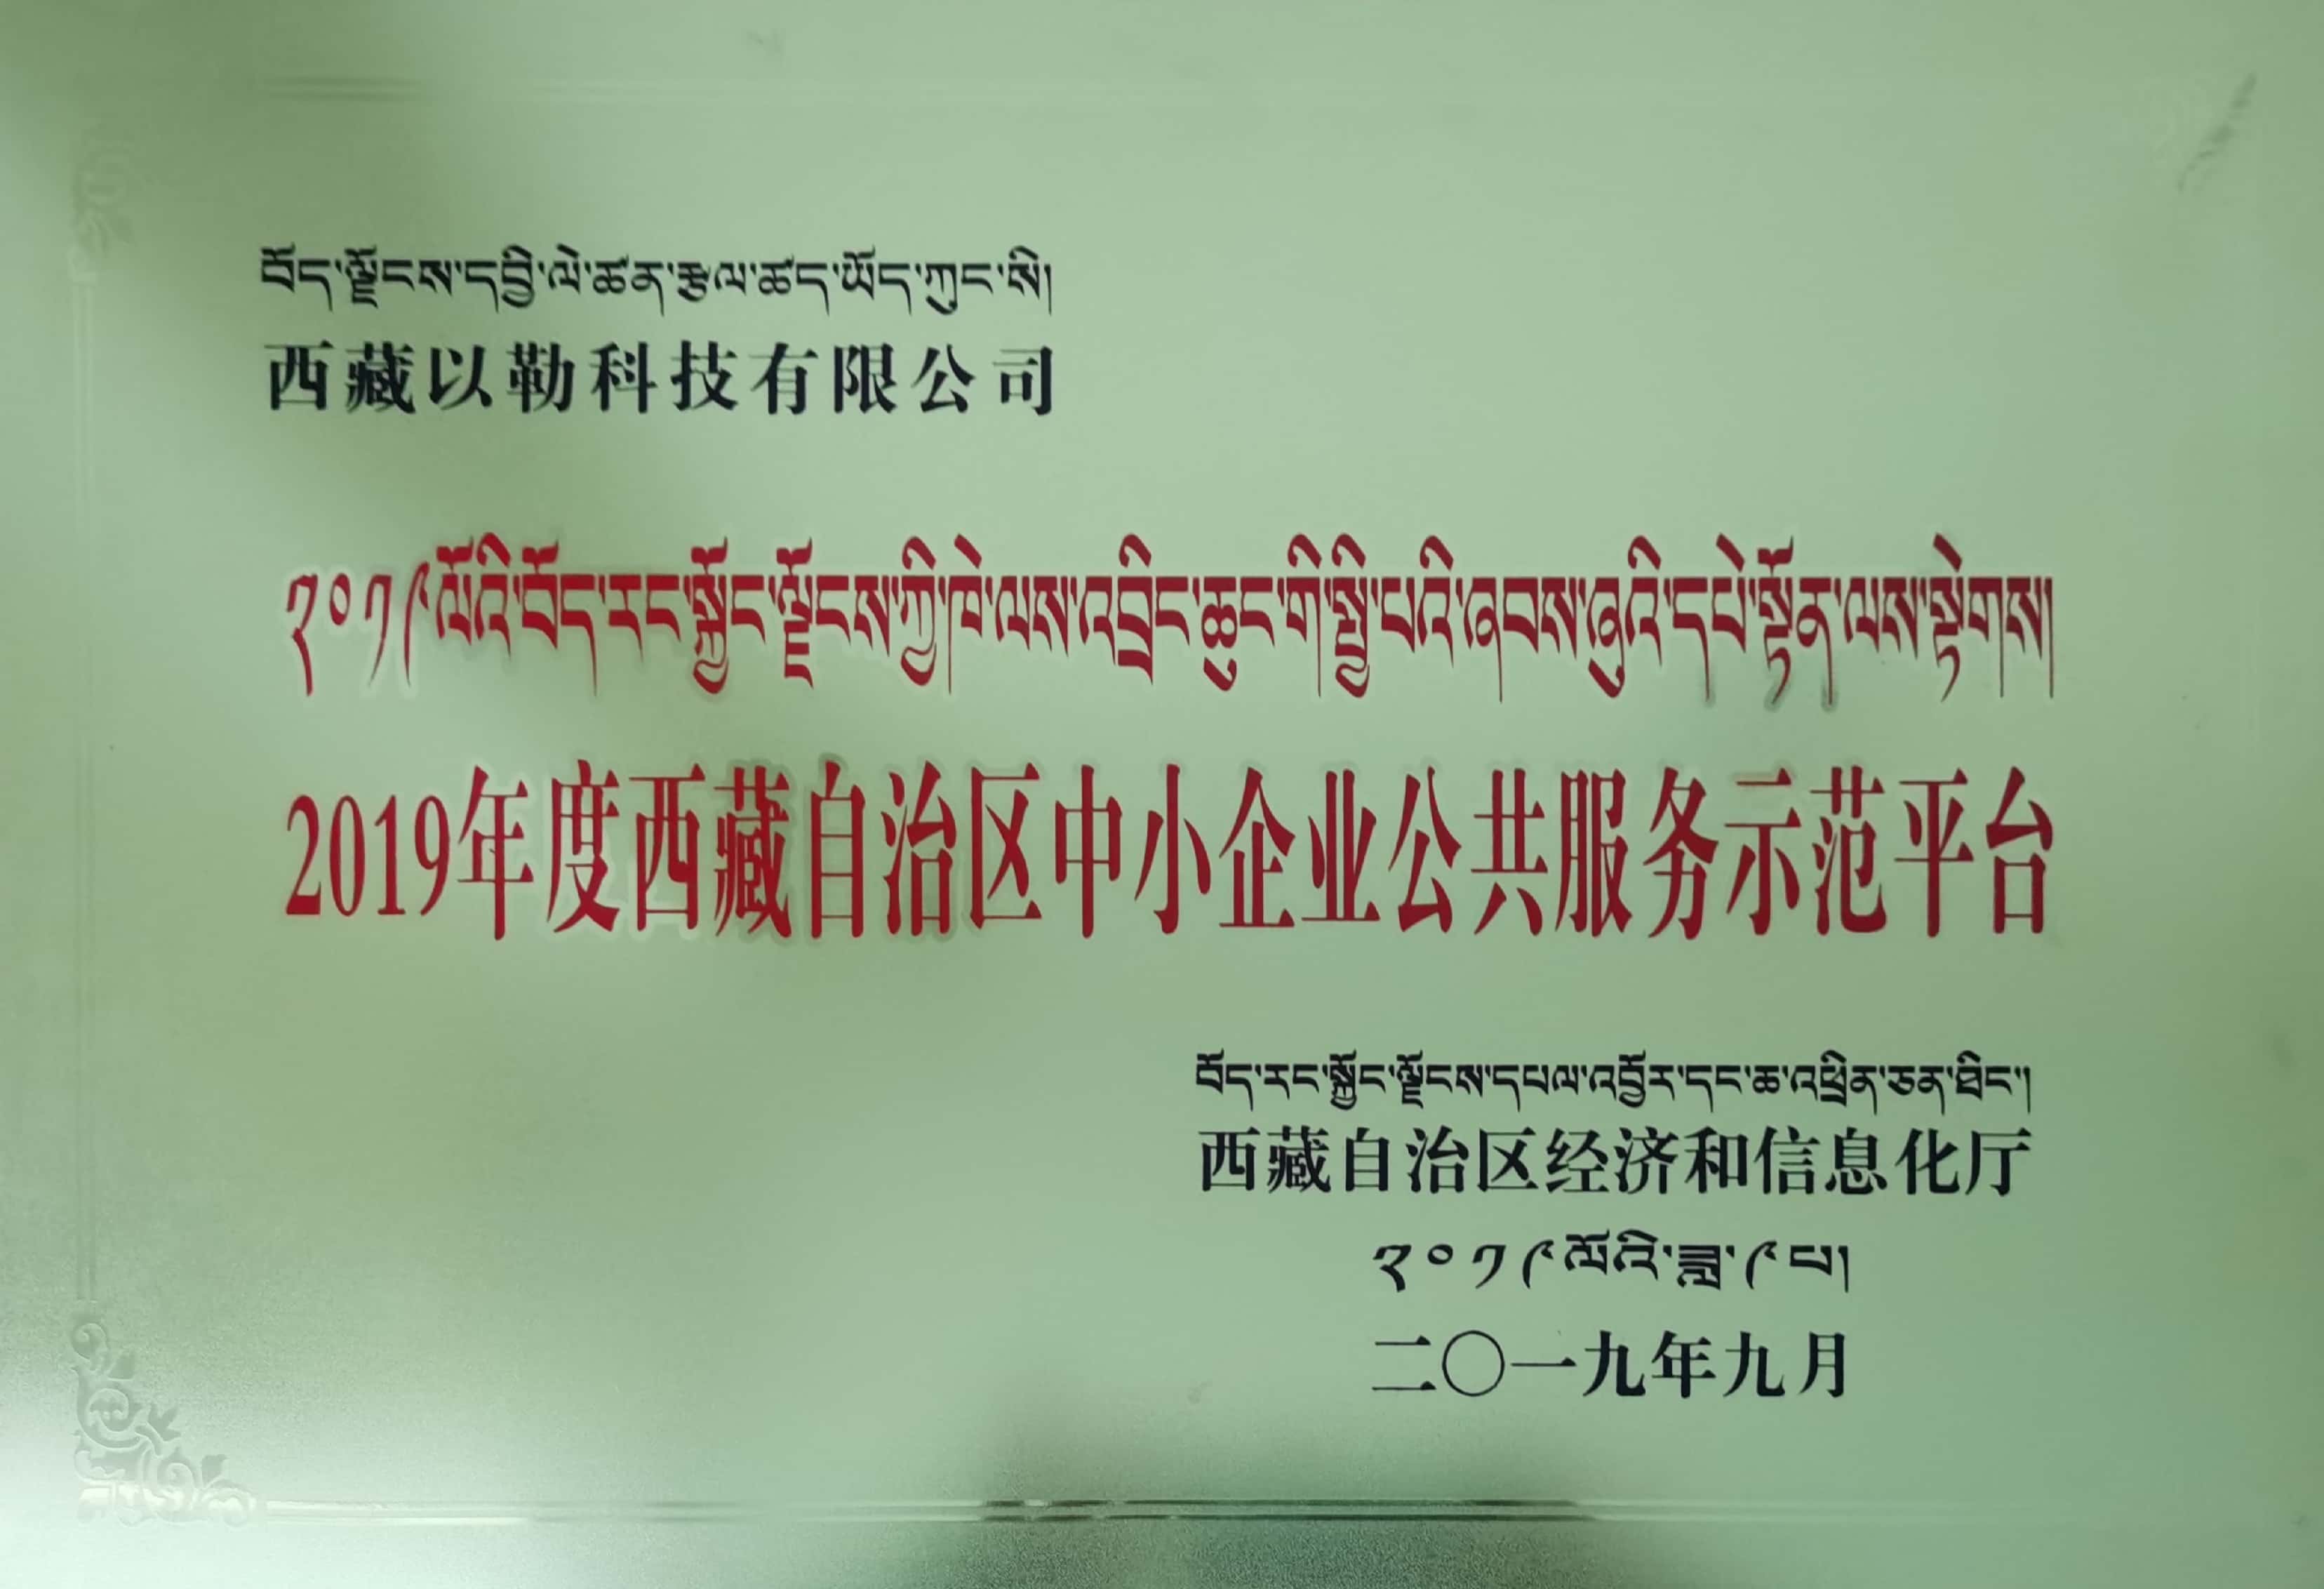 བོད་ལྗོངས་དབྱི་ལེ་ཚན་རྩལ་ཚད་ཡོད་ཀུང་སི།
西藏以勒科技有限公司
༢༠༡༩ལོའི་བོད་རང་སྐྱོང་ལྗོངས་ཀྱི་ཁེ་ལས་འབྲིང་ཆུང་གི་སྤྱི་པའི་ཞབས་ཞུའི་དཔེ་སྟོན་ལས་སྟེགས།
2019年度西藏自治区中小企业公共服务示范平台
བོད་རང་སྐྱོང་ལྗོངས་དཔལ་འབྱོར་དང་ཆ་འཕྲིན་ཅན་ཐིང་།
西藏自治区经济和信息化厅
༢༠༡༩ལོའི་ཟླ་༩པ།
二〇一九年九月